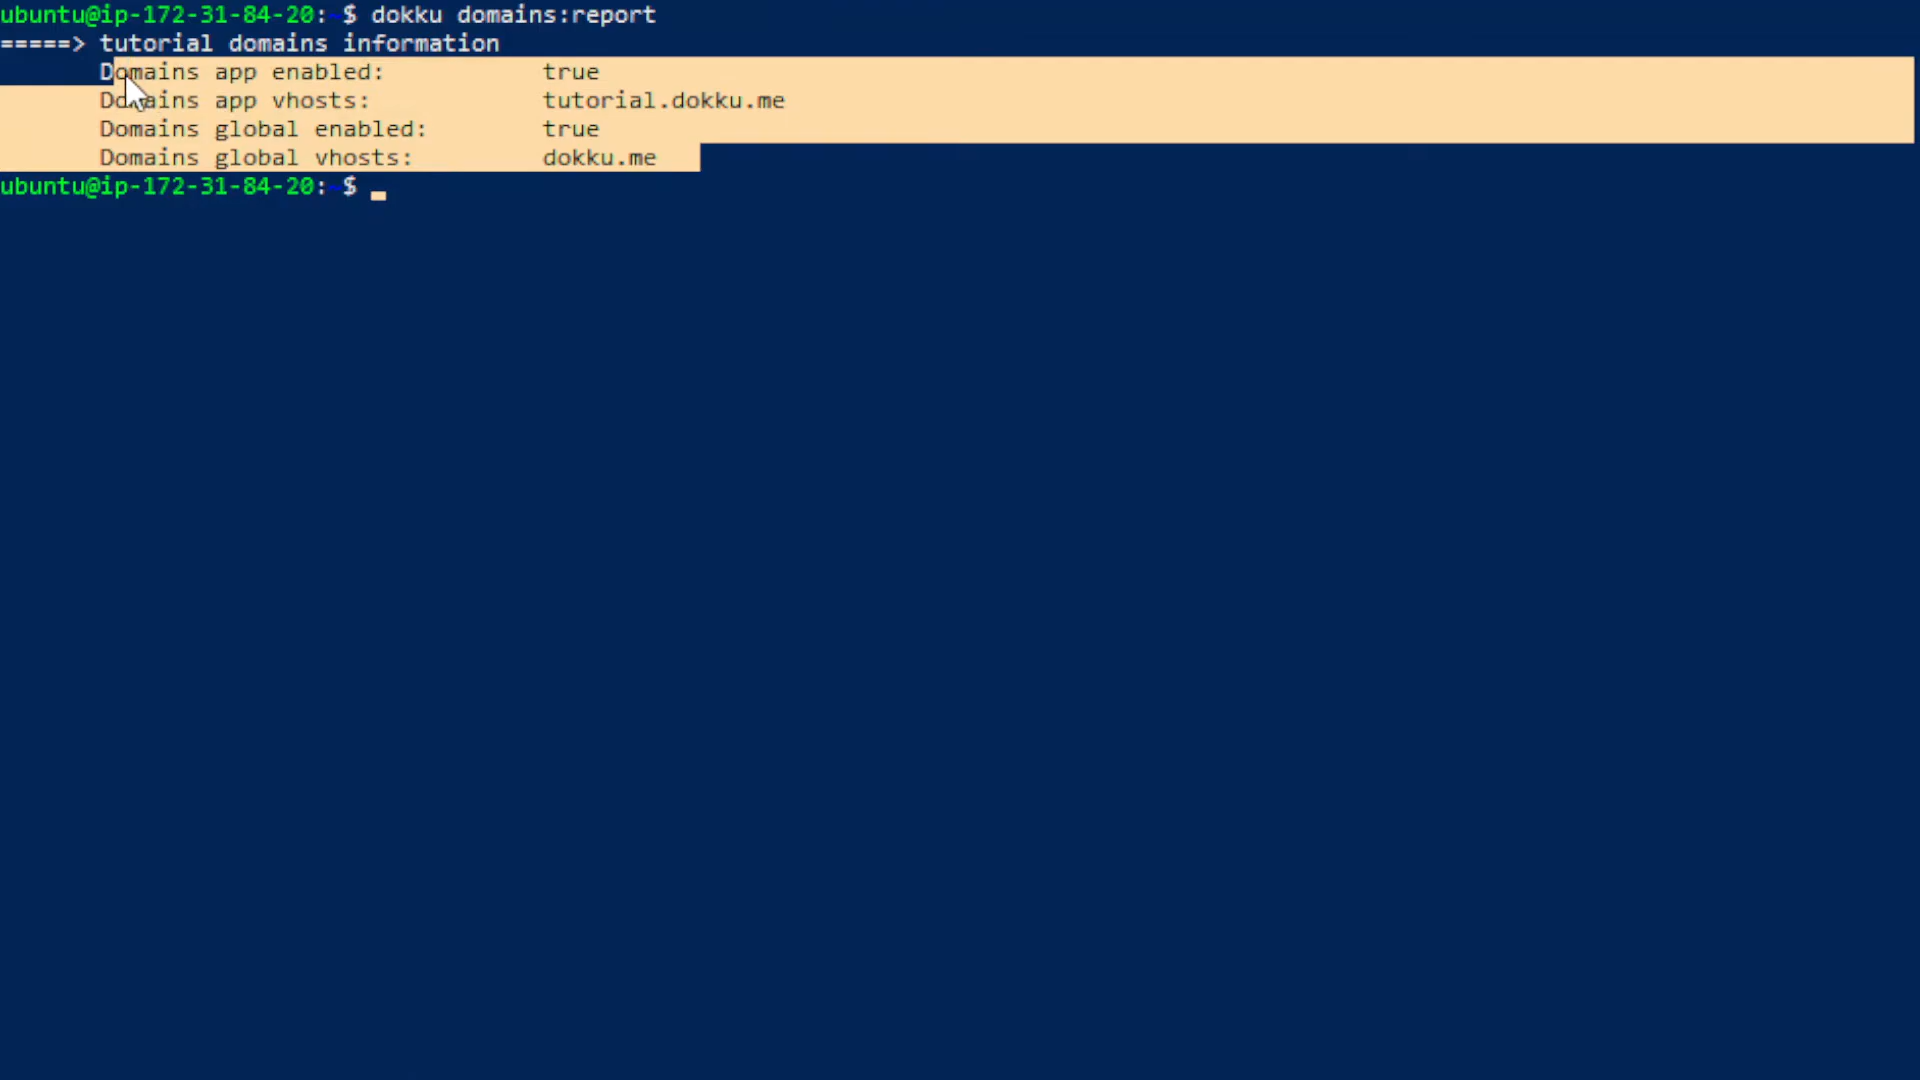 ubuntu@ip-172-31-84-20:~$ dokku domains:report
=====> tutorial domains information
       Domains app enabled:           true
       Domains app vhosts:            tutorial.dokku.me
       Domains global enabled:        true
       Domains global vhosts:         dokku.me
ubuntu@ip-172-31-84-20:~$ _